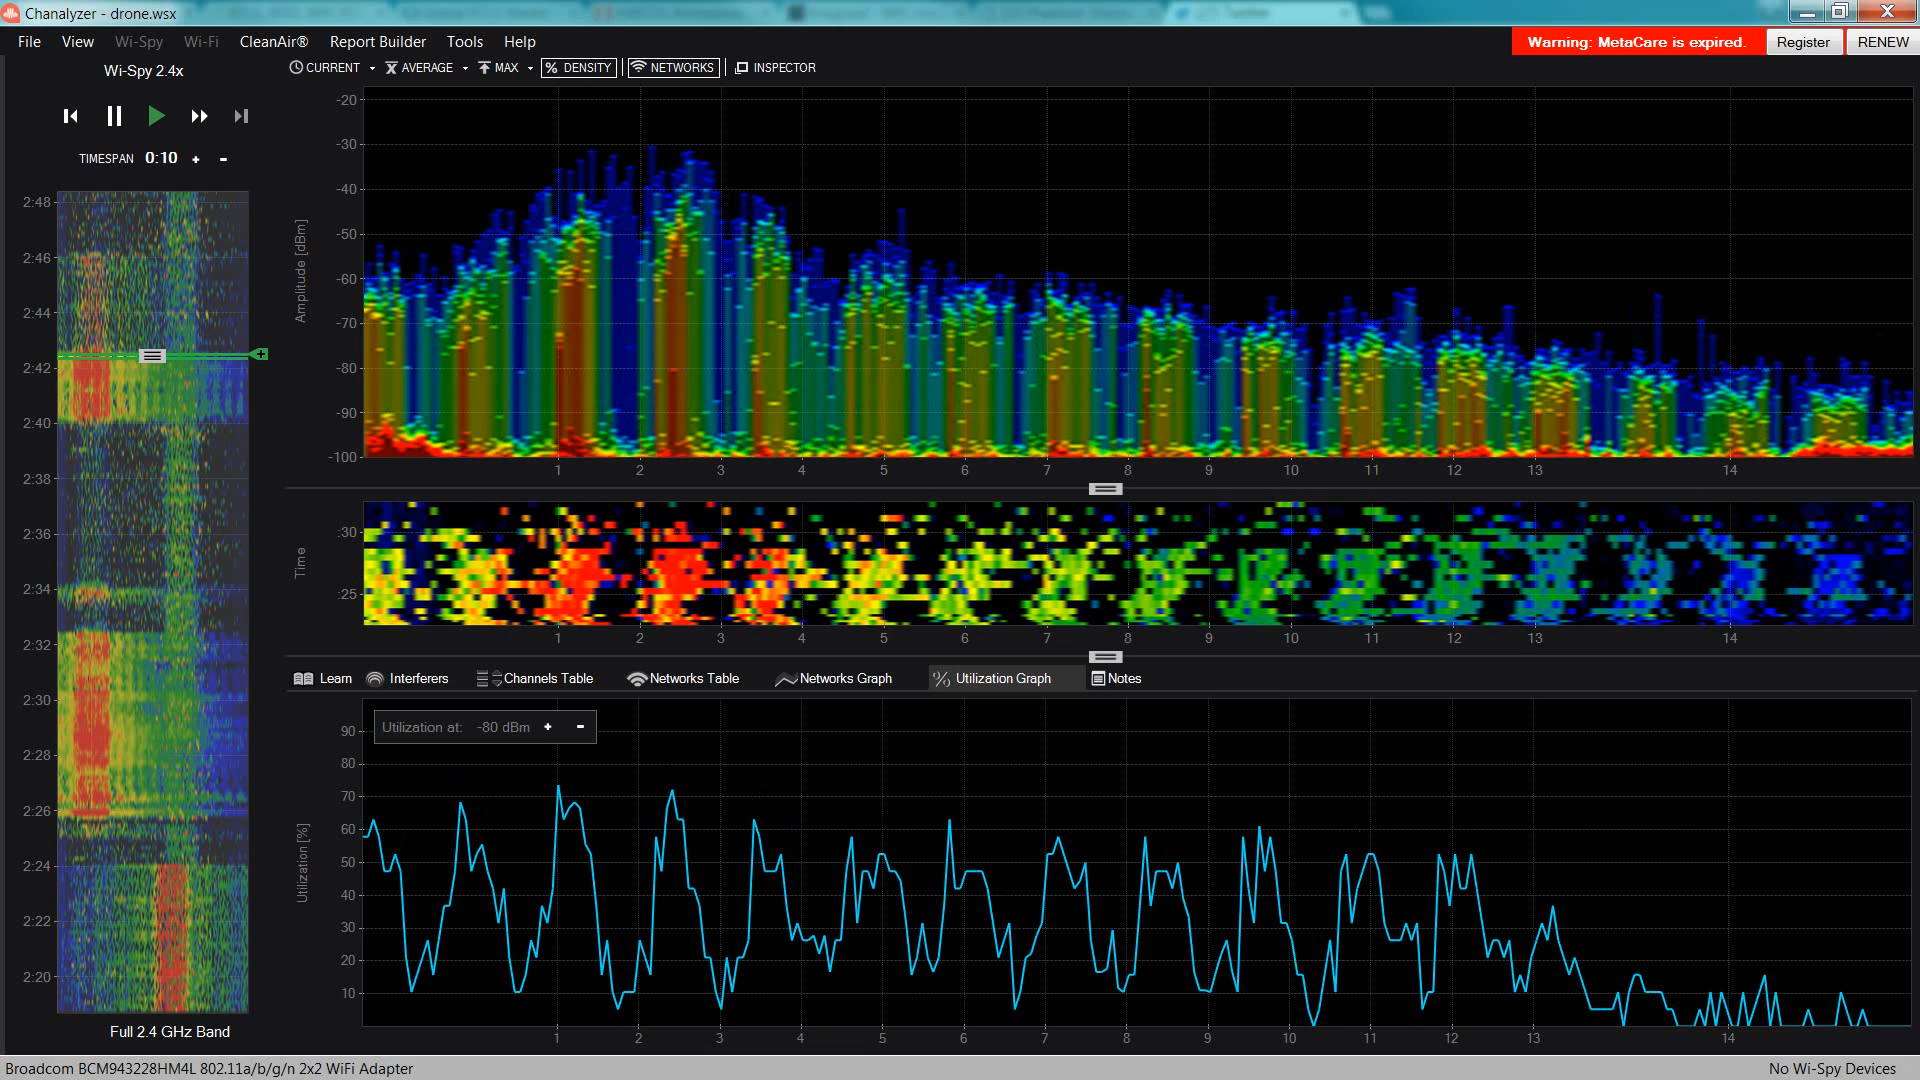 Chanalyzer - drone.wsx
File View Wi-Spy Wi-Fi CleanAir® Report Builder Tools Help
Warning: MetaCare is expired. Register RENEW
Wi-Spy 2.4x
CURRENT AVERAGE MAX % DENSITY NETWORKS INSPECTOR
TIMESPAN 0:10 + -
2:48
2:46
2:44
2:42
2:40
2:38
2:36
2:34
2:32
2:30
2:28
2:26
2:24
2:22
2:20
Full 2.4 GHz Band
Amplitude [dBm]
-20
-30
-40
-50
-60
-70
-80
-90
-100
1 2 3 4 5 6 7 8 9 10 11 12 13 14
Time
:30
:25
1 2 3 4 5 6 7 8 9 10 11 12 13 14
Learn Interferers Channels Table Networks Table Networks Graph % Utilization Graph Notes
Utilization at: -80 dBm + -
Utilization [%]
90
80
70
60
50
40
30
20
10
1 2 3 4 5 6 7 8 9 10 11 12 13 14
Broadcom BCM943228HM4L 802.11a/b/g/n 2x2 WiFi Adapter
No Wi-Spy Devices